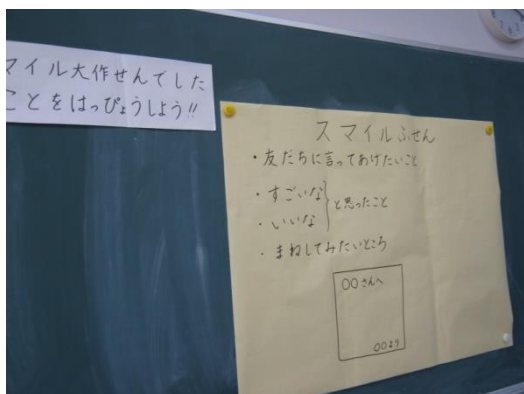 マイル大作せんでした
ことをはっぴょうしよう!!
スマイルふせん
・友だちに言ってあげたいこと
・すごいな
・いいな
と思ったこと
・まねしてみたいところ
○○さんへ
○○より